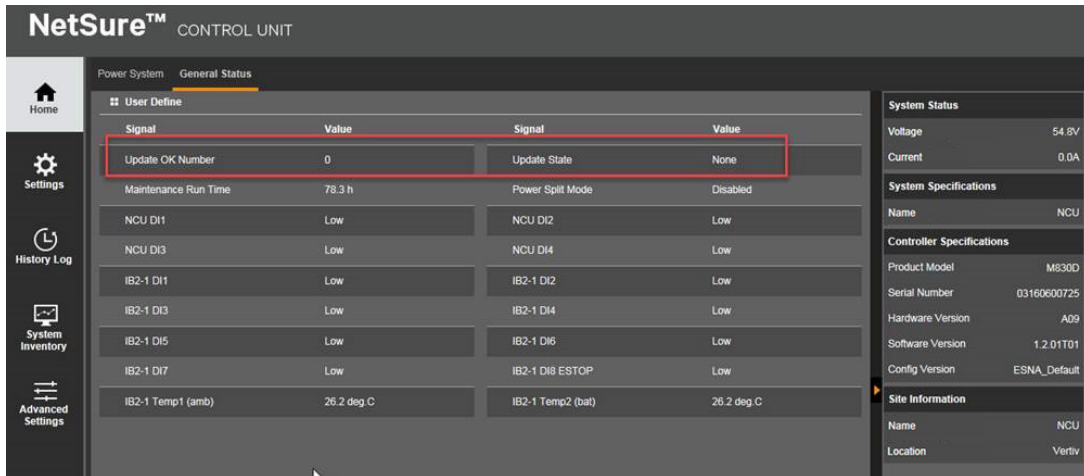 NetSure™ CONTROL UNIT
Power System General Status
Home
Settings
History Log
System Inventory
Advanced Settings
User Define
Signal Value Signal Value
Update OK Number 0 Update State None
Maintenance Run Time 78.3 h Power Split Mode Disabled
NCU DI1 Low NCU DI2 Low
NCU DI3 Low NCU DI4 Low
IB2-1 DI1 Low IB2-1 DI2 Low
IB2-1 DI3 Low IB2-1 DI4 Low
IB2-1 DI5 Low IB2-1 DI6 Low
IB2-1 DI7 Low IB2-1 DI8 ESTOP Low
IB2-1 Temp1 (amb) 26.2 deg.C IB2-1 Temp2 (bat) 26.2 deg.C
System Status
Voltage 54.8V
Current 0.0A
System Specifications
Name NCU
Controller Specifications
Product Model M830D
Serial Number 03160600725
Hardware Version A09
Software Version 1.2.01T01
Config Version ESNA_Default
Site Information
Name NCU
Location Vertiv